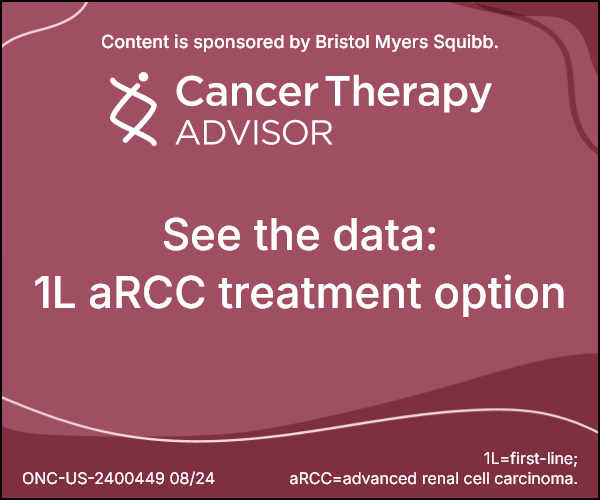 Content is sponsored by Bristol Myers Squibb.
Cancer Therapy
ADVISOR
See the data:
1L aRCC treatment option
1L=first-line;
ONC-US-2400449 08/24
aRCC=advanced renal cell carcinoma.